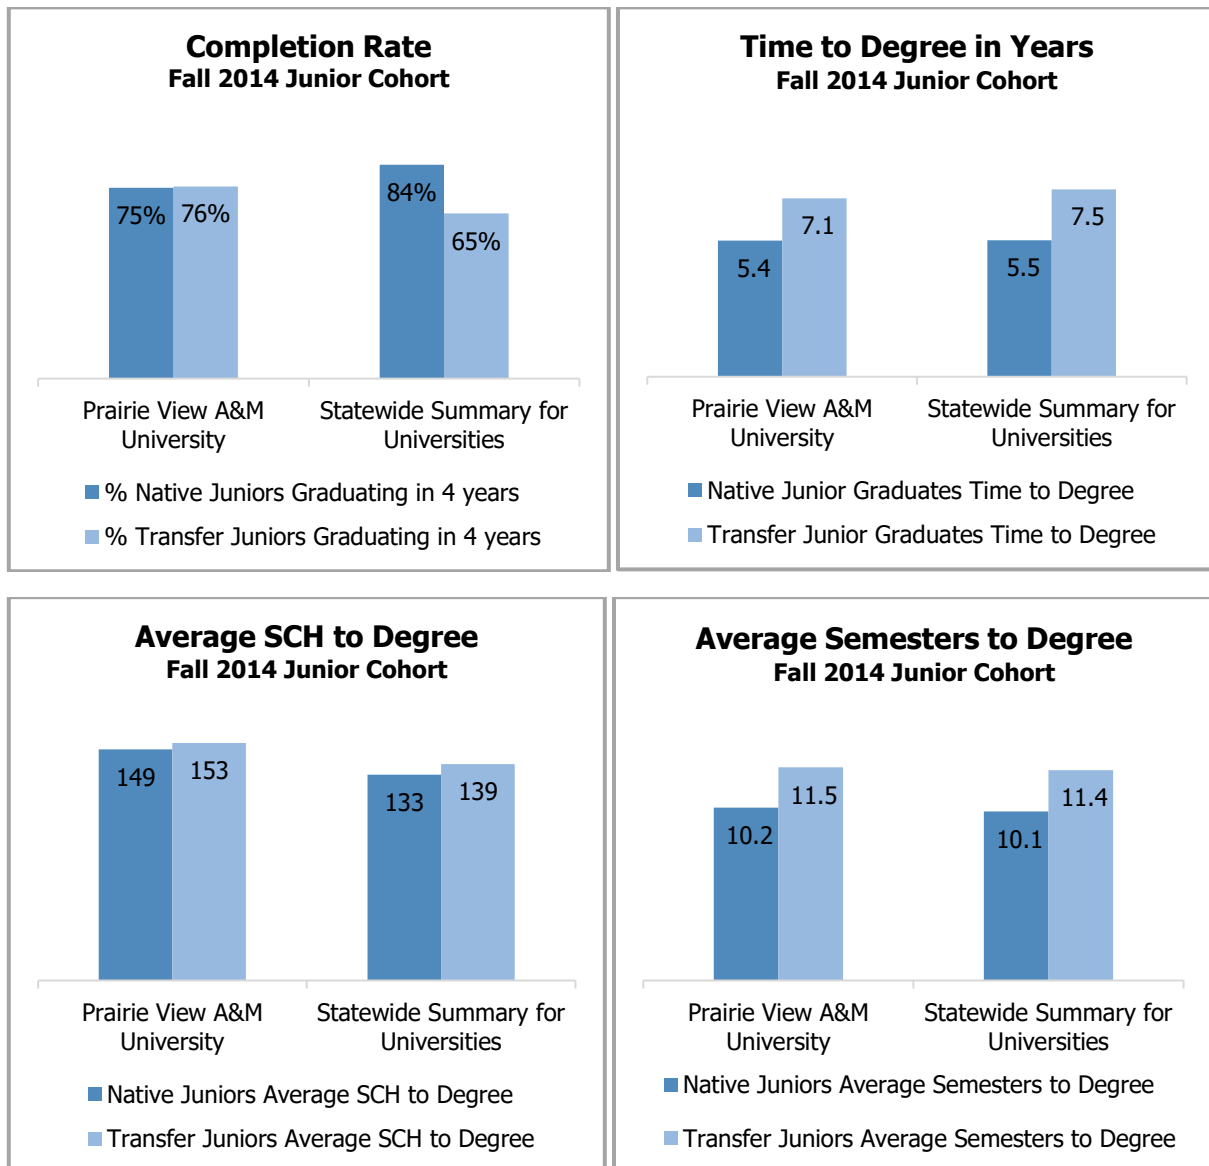 Completion Rate
Fall 2014 Junior Cohort
75%
76%
84%
65%
Prairie View A&M
University
Statewide Summary for
Universities
% Native Juniors Graduating in 4 years
% Transfer Juniors Graduating in 4 years
Time to Degree in Years
Fall 2014 Junior Cohort
5.4
7.1
5.5
7.5
Prairie View A&M
University
Statewide Summary for
Universities
Native Junior Graduates Time to Degree
Transfer Junior Graduates Time to Degree
Average SCH to Degree
Fall 2014 Junior Cohort
149
153
133
139
Prairie View A&M
University
Statewide Summary for
Universities
Native Juniors Average SCH to Degree
Transfer Juniors Average SCH to Degree
Average Semesters to Degree
Fall 2014 Junior Cohort
10.2
11.5
10.1
11.4
Prairie View A&M
University
Statewide Summary for
Universities
Native Juniors Average Semesters to Degree
Transfer Juniors Average Semesters to Degree